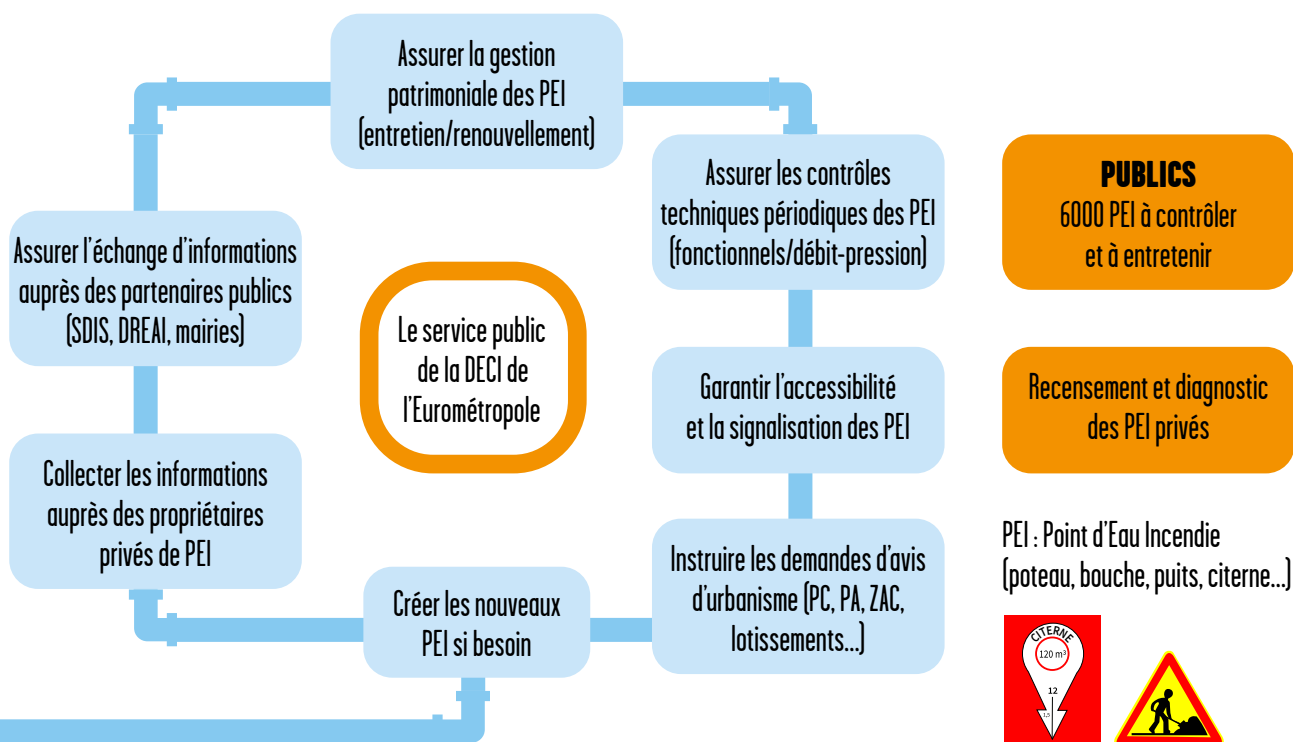 Assurer la gestion
patrimoniale des PEI
(entretien/renouvellement)
Assurer les contrôles
techniques périodiques des PEI
(fonctionnels/débit-pression)
PUBLICS
6000 PEI à contrôler
et à entretenir
Assurer l'échange d'informations
auprès des partenaires publics
(SDIS, DREAI, mairies)
Le service public
de la DECI de
l'Eurométropole
Garantir l'accessibilité
et la signalisation des PEI
Recensement et diagnostic
des PEI privés
Collecter les informations
auprès des propriétaires
privés de PEI
Créer les nouveaux
PEI si besoin
Instruire les demandes d'avis
d'urbanisme (PC, PA, ZAC,
lotissements...)
PEI : Point d'Eau Incendie
(poteau, bouche, puits, citerne...)
CITERNE
120 m³
12
1,5